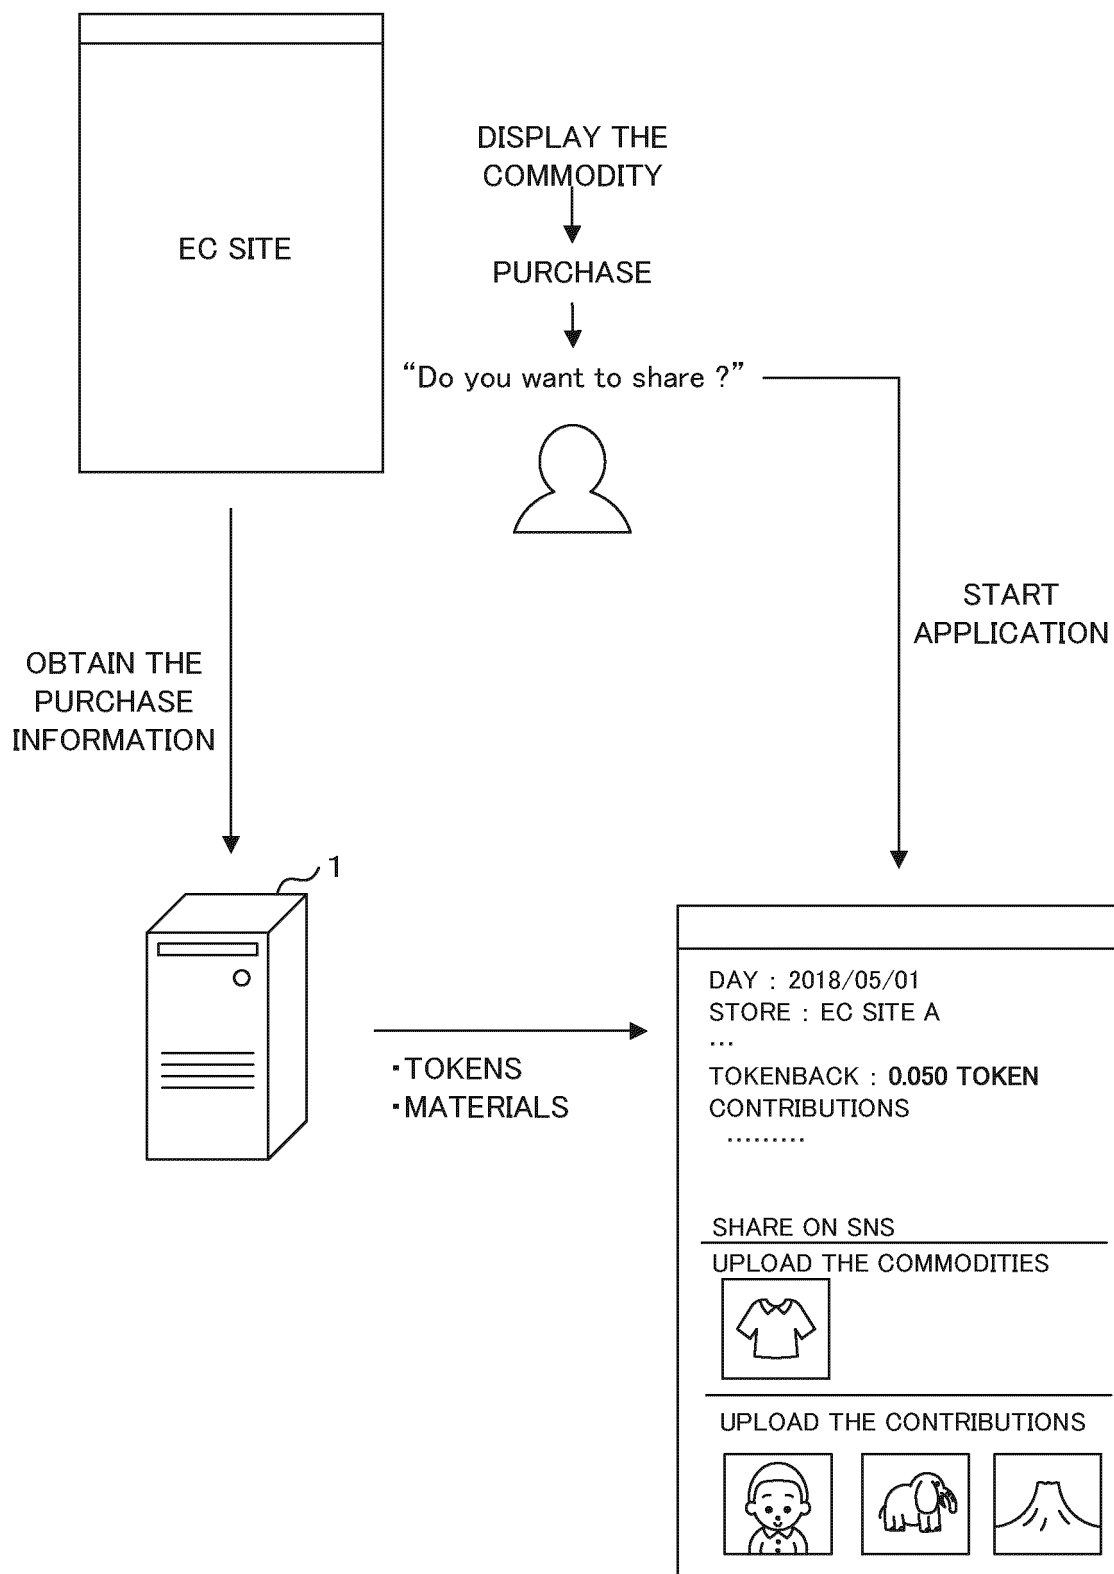 EC SITE
DISPLAY THE
COMMODITY
PURCHASE
“Do you want to share ?”
START
APPLICATION
OBTAIN THE
PURCHASE
INFORMATION
1
・TOKENS
・MATERIALS
DAY : 2018/05/01
STORE : EC SITE A
...
TOKENBACK : 0.050 TOKEN
CONTRIBUTIONS
.........
SHARE ON SNS
UPLOAD THE COMMODITIES
UPLOAD THE CONTRIBUTIONS